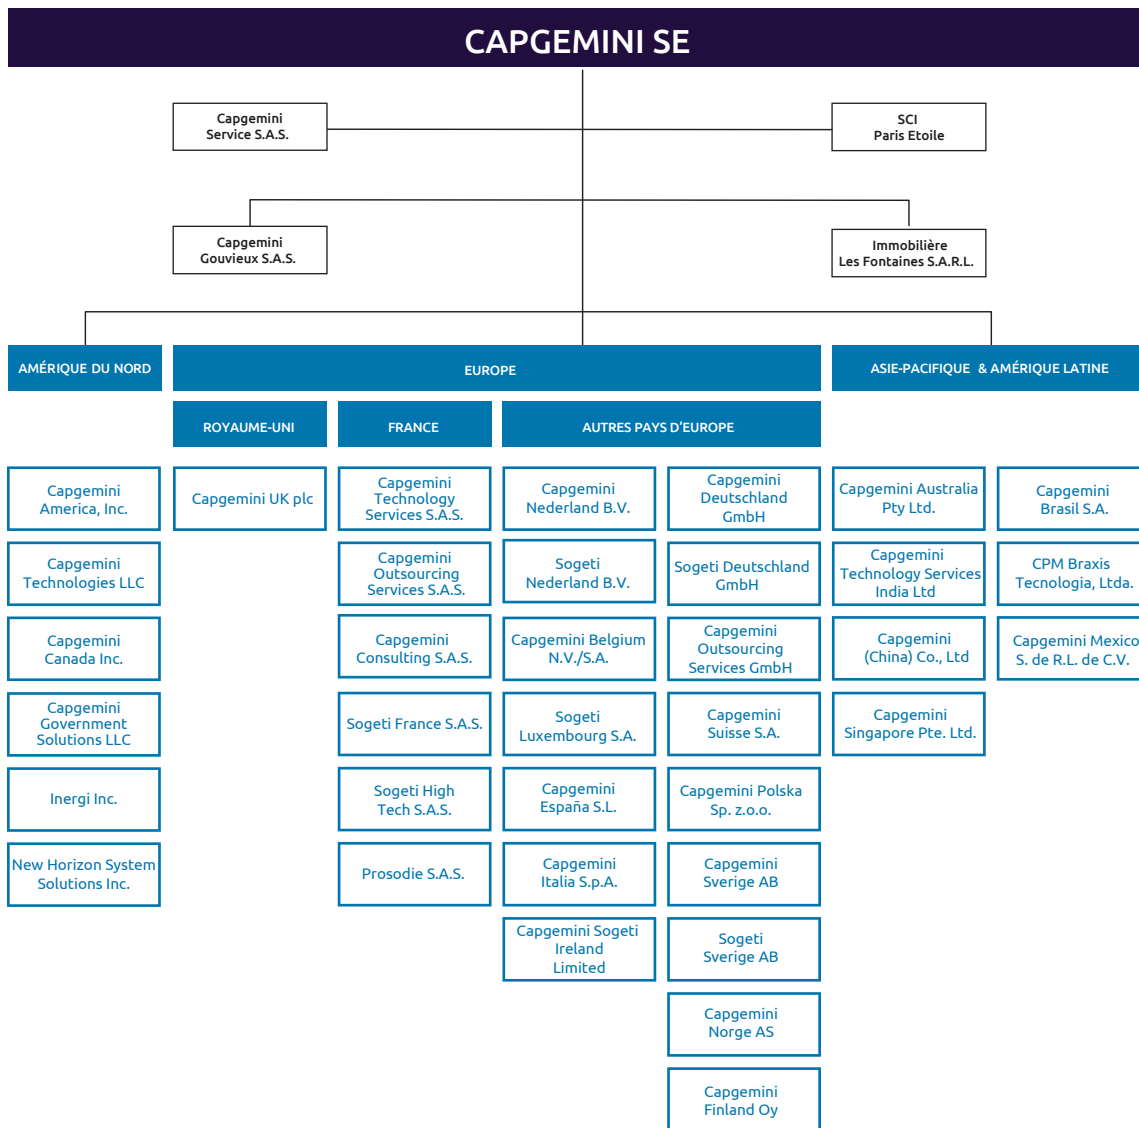 CAPGEMINI SE
Capgemini
Service S.A.S.
SCI
Paris Etoile
Capgemini
Gouvieux S.A.S.
Immobilière
Les Fontaines S.A.R.L.
AMÉRIQUE DU NORD
EUROPE
ASIE-PACIFIQUE & AMÉRIQUE LATINE
ROYAUME-UNI
FRANCE
AUTRES PAYS D'EUROPE
Capgemini
America, Inc.
Capgemini
Technologies LLC
Capgemini
Canada Inc.
Capgemini
Government
Solutions LLC
Inergi Inc.
New Horizon System
Solutions Inc.
Capgemini UK plc
Capgemini
Technology
Services S.A.S.
Capgemini
Outsourcing
Services S.A.S.
Capgemini
Consulting S.A.S.
Sogeti France S.A.S.
Sogeti High
Tech S.A.S.
Prosodie S.A.S.
Capgemini
Nederland B.V.
Sogeti
Nederland B.V.
Capgemini Belgium
N.V./S.A.
Sogeti
Luxembourg S.A.
Capgemini
España S.L.
Capgemini
Italia S.p.A.
Capgemini Sogeti
Ireland
Limited
Capgemini
Deutschland
GmbH
Sogeti Deutschland
GmbH
Capgemini
Outsourcing
Services GmbH
Capgemini
Suisse S.A.
Capgemini Polska
Sp. z.o.o.
Capgemini
Sverige AB
Sogeti
Sverige AB
Capgemini
Norge AS
Capgemini
Finland Oy
Capgemini Australia
Pty Ltd.
Capgemini
Technology Services
India Ltd
Capgemini
(China) Co., Ltd
Capgemini
Singapore Pte. Ltd.
Capgemini
Brasil S.A.
CPM Braxis
Tecnologia, Ltda.
Capgemini Mexico
S. de R.L. de C.V.